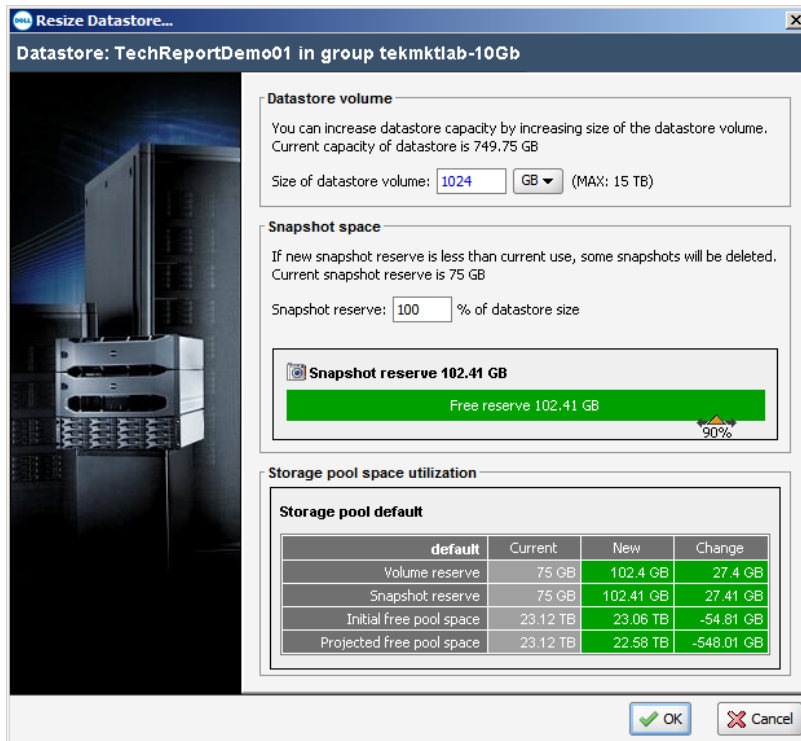 DELL Resize Datastore...
Datastore: TechReportDemo01 in group tekmktlab-10Gb
Datastore volume
You can increase datastore capacity by increasing size of the datastore volume.
Current capacity of datastore is 749.75 GB
Size of datastore volume: 1024 GB (MAX: 15 TB)
Snapshot space
If new snapshot reserve is less than current use, some snapshots will be deleted.
Current snapshot reserve is 75 GB
Snapshot reserve: 100 % of datastore size
Snapshot reserve 102.41 GB
Free reserve 102.41 GB
90%
Storage pool space utilization
Storage pool default
default Current New Change
Volume reserve 75 GB 102.4 GB 27.4 GB
Snapshot reserve 75 GB 102.41 GB 27.41 GB
Initial free pool space 23.12 TB 23.06 TB -54.81 GB
Projected free pool space 23.12 TB 22.58 TB -548.01 GB
OK Cancel